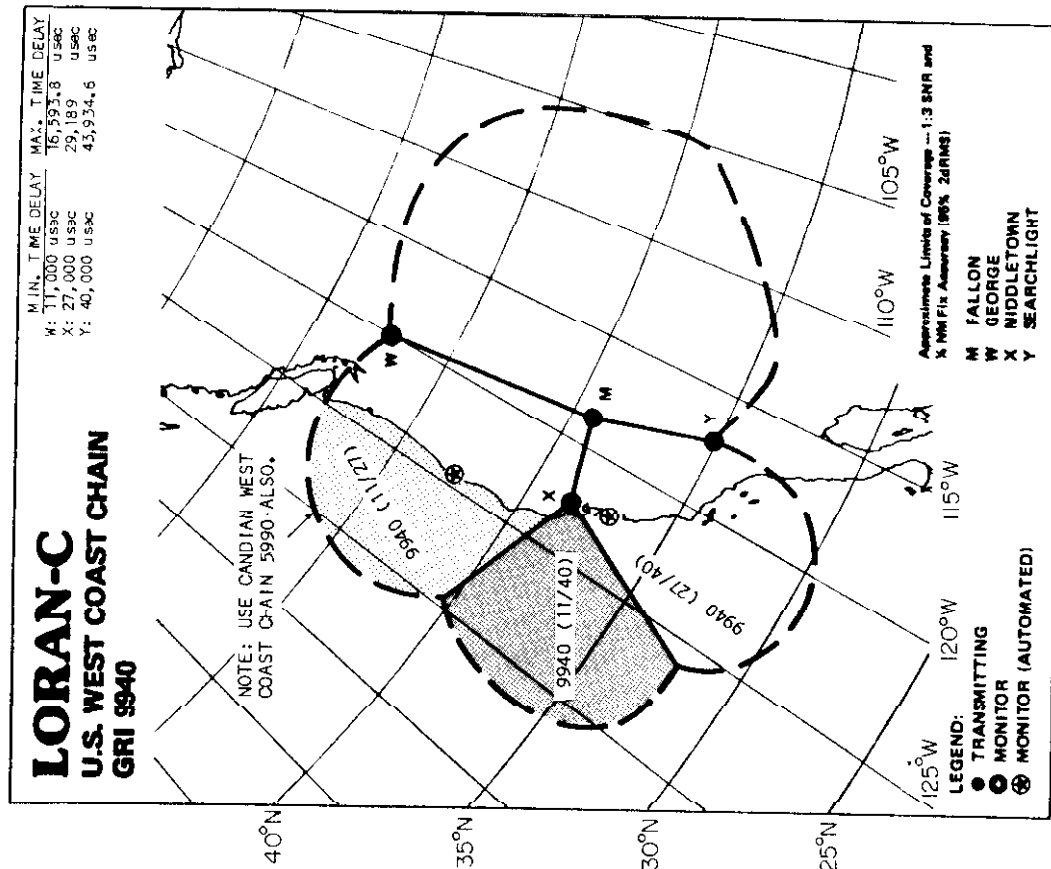 LORAN-C
U.S. WEST COAST CHAIN
GRI 9940
MIN. TIME DELAY MAX. TIME DELAY
W: 11,000 usec 16,593.8 usec
X: 27,000 usec 29,189 usec
Y: 40,000 usec 43,934.6 usec
NOTE: USE CANDIAN WEST
COAST CHAIN 5990 ALSO.
9940 (11/27)
9940 (11/40)
9940 (27/40)
W
X
M
Y
40°N
35°N
30°N
25°N
125°W
120°W
115°W
110°W
105°W
LEGEND:
TRANSMITTING
MONITOR
MONITOR (AUTOMATED)
Approximate Limits of Coverage -- 1:3 SNR and
¼ NM Fix Accuracy (95% 2dRMS)
M FALLON
W GEORGE
X MIDDLETOWN
Y SEARCHLIGHT